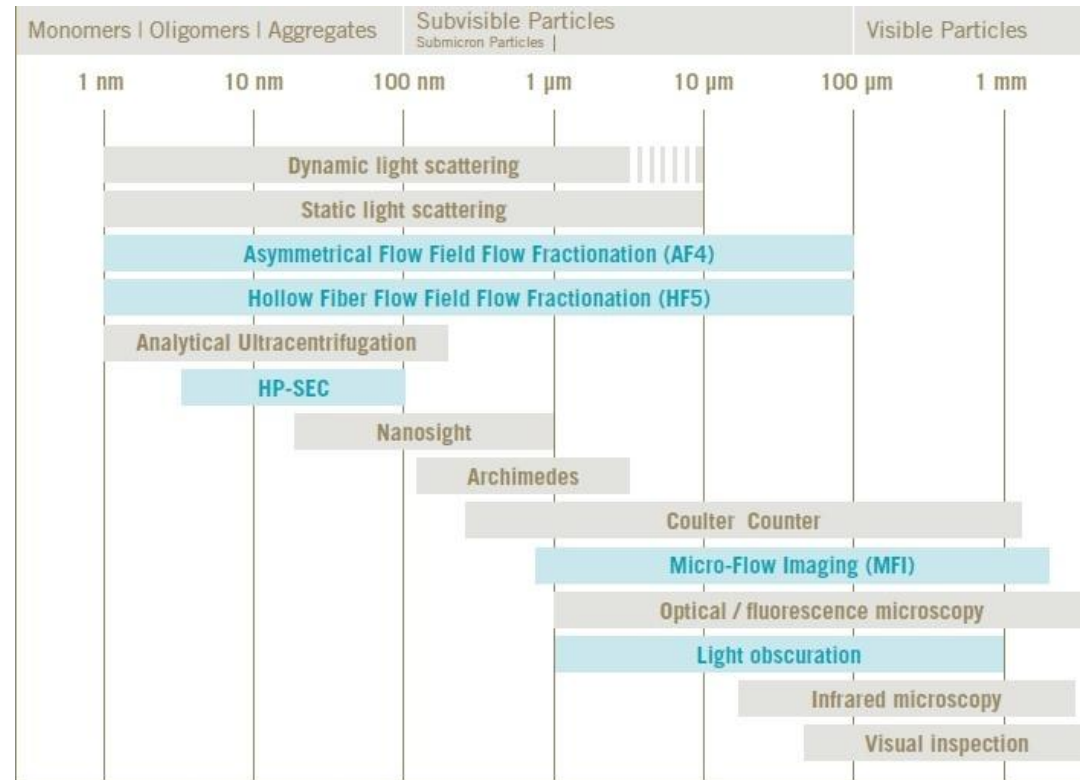 Monomers | Oligomers | Aggregates
Subvisible Particles
Submicron Particles |
Visible Particles
1 nm 10 nm 100 nm 1 µm 10 µm 100 µm 1 mm
Dynamic light scattering
Static light scattering
Asymmetrical Flow Field Flow Fractionation (AF4)
Hollow Fiber Flow Field Flow Fractionation (HF5)
Analytical Ultracentrifugation
HP-SEC
Nanosight
Archimedes
Coulter Counter
Micro-Flow Imaging (MFI)
Optical / fluorescence microscopy
Light obscuration
Infrared microscopy
Visual inspection